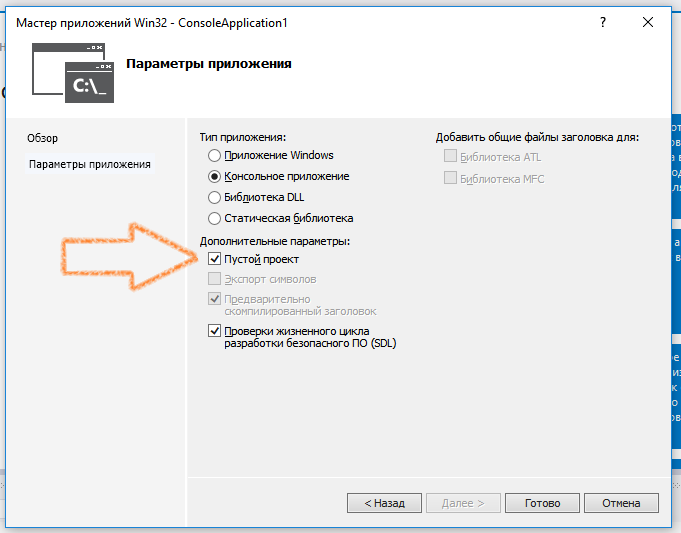 Мастер приложений Win32 - ConsoleApplication1
C:\_
Параметры приложения
Обзор
Параметры приложения
Тип приложения:
Приложение Windows
Консольное приложение
Библиотека DLL
Статическая библиотека
Дополнительные параметры:
Пустой проект
Экспорт символов
Предварительно
скомпилированный заголовок
Проверки жизненного цикла
разработки безопасного ПО (SDL)
Добавить общие файлы заголовка для:
Библиотека ATL
Библиотека MFC
< Назад
Далее >
Готово
Отмена